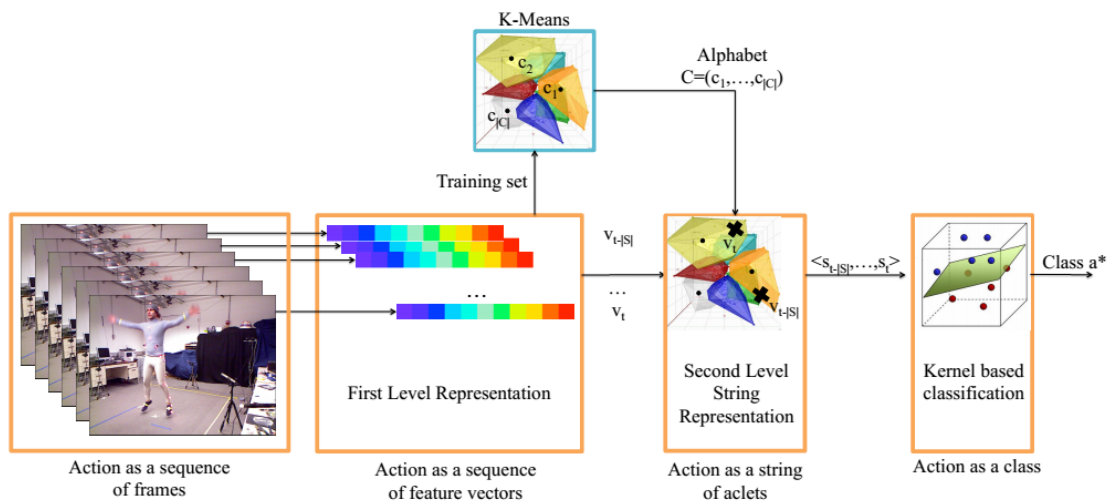 K-Means
c2
c1
c|C|
Alphabet
C=(c1,…,c|C|)
Training set
vt-|S|
…
vt
…
First Level Representation
vt
vt-|S|
Second Level
String
Representation
<st-|S|,…,st>
Kernel based
classification
Class a*
Action as a sequence
of frames
Action as a sequence
of feature vectors
Action as a string
of aclets
Action as a class